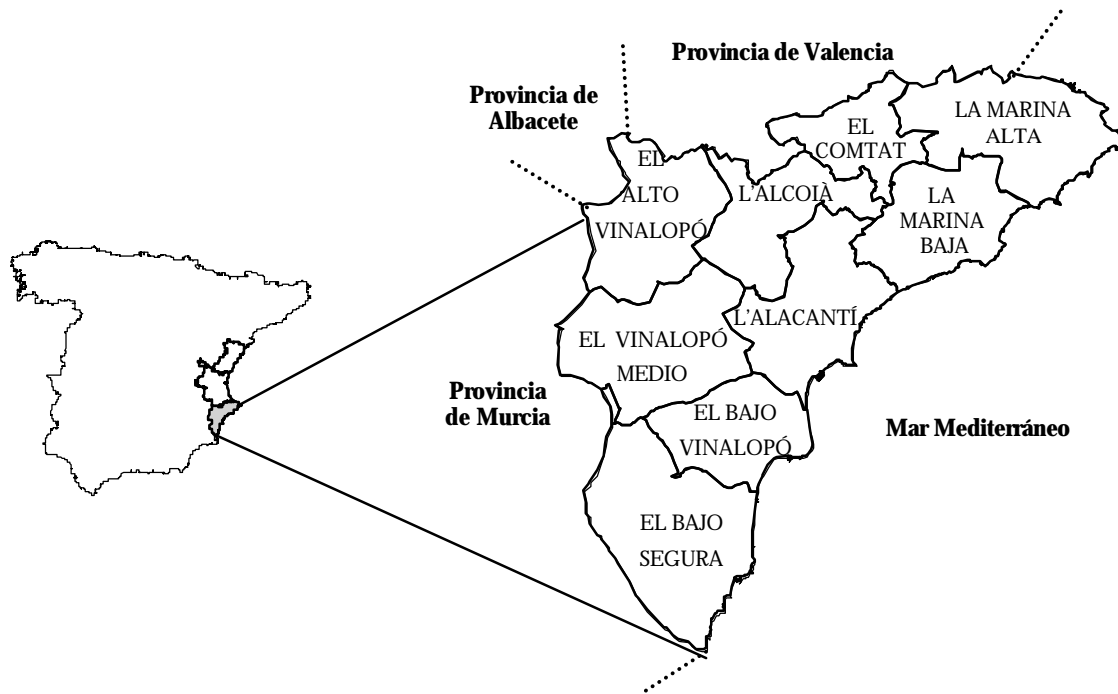 Provincia de Valencia
Provincia de
Albacete
LA MARINA
ALTA
EL
COMTAT
EL
ALTO
VINALOPÓ
L'ALCOIÀ
LA
MARINA
BAJA
L'ALACANTÍ
EL VINALOPÓ
MEDIO
Provincia
de Murcia
EL BAJO
VINALOPÓ
Mar Mediterráneo
EL BAJO
SEGURA